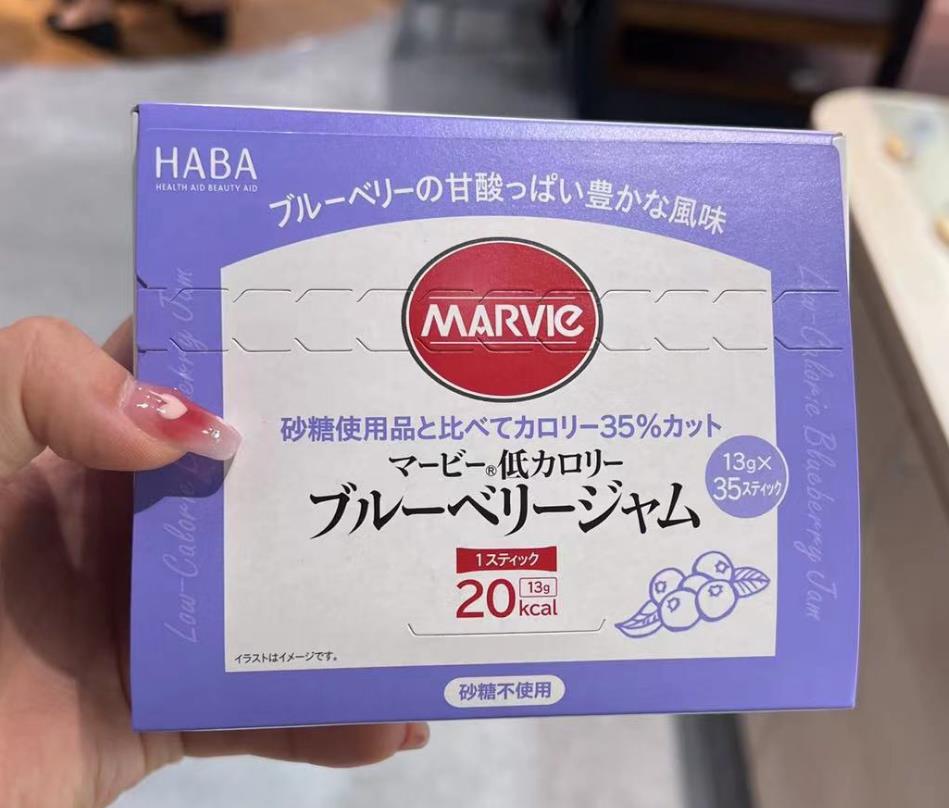 HABA
HEALTH AID BEAUTY AID
ブルーベリーの甘酸っぱい豊かな風味
MARVIE
砂糖使用品と比べてカロリー35%カット
マービー®低カロリー
ブルーベリージャム
13g×
35スティック
1スティック
20kcal
13g
イラストはイメージです。
砂糖不使用
Low-Calorie Blueberry Jam
Low-Calorie Blueberry Jam